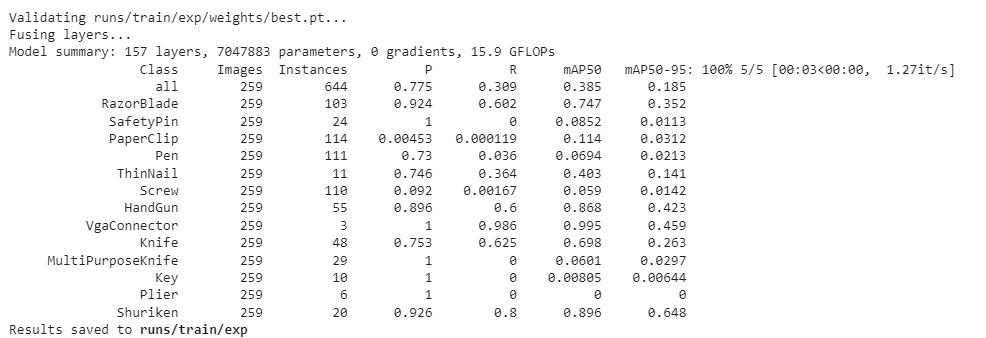 Validating runs/train/exp/weights/best.pt...
Fusing layers...
Model summary: 157 layers, 7047883 parameters, 0 gradients, 15.9 GFLOPs
Class Images Instances P R mAP50 mAP50-95: 100% 5/5 [00:03<00:00, 1.27it/s]
all 259 644 0.775 0.309 0.385 0.185
RazorBlade 259 103 0.924 0.602 0.747 0.352
SafetyPin 259 24 1 0 0.0852 0.0113
PaperClip 259 114 0.00453 0.000119 0.114 0.0312
Pen 259 111 0.73 0.036 0.0694 0.0213
ThinNail 259 11 0.746 0.364 0.403 0.141
Screw 259 110 0.092 0.00167 0.059 0.0142
HandGun 259 55 0.896 0.6 0.868 0.423
VgaConnector 259 3 1 0.986 0.995 0.459
Knife 259 48 0.753 0.625 0.698 0.263
MultiPurposeKnife 259 29 1 0 0.0601 0.0297
Key 259 10 1 0 0.00805 0.00644
Plier 259 6 1 0 0 0
Shuriken 259 20 0.926 0.8 0.896 0.648
Results saved to runs/train/exp